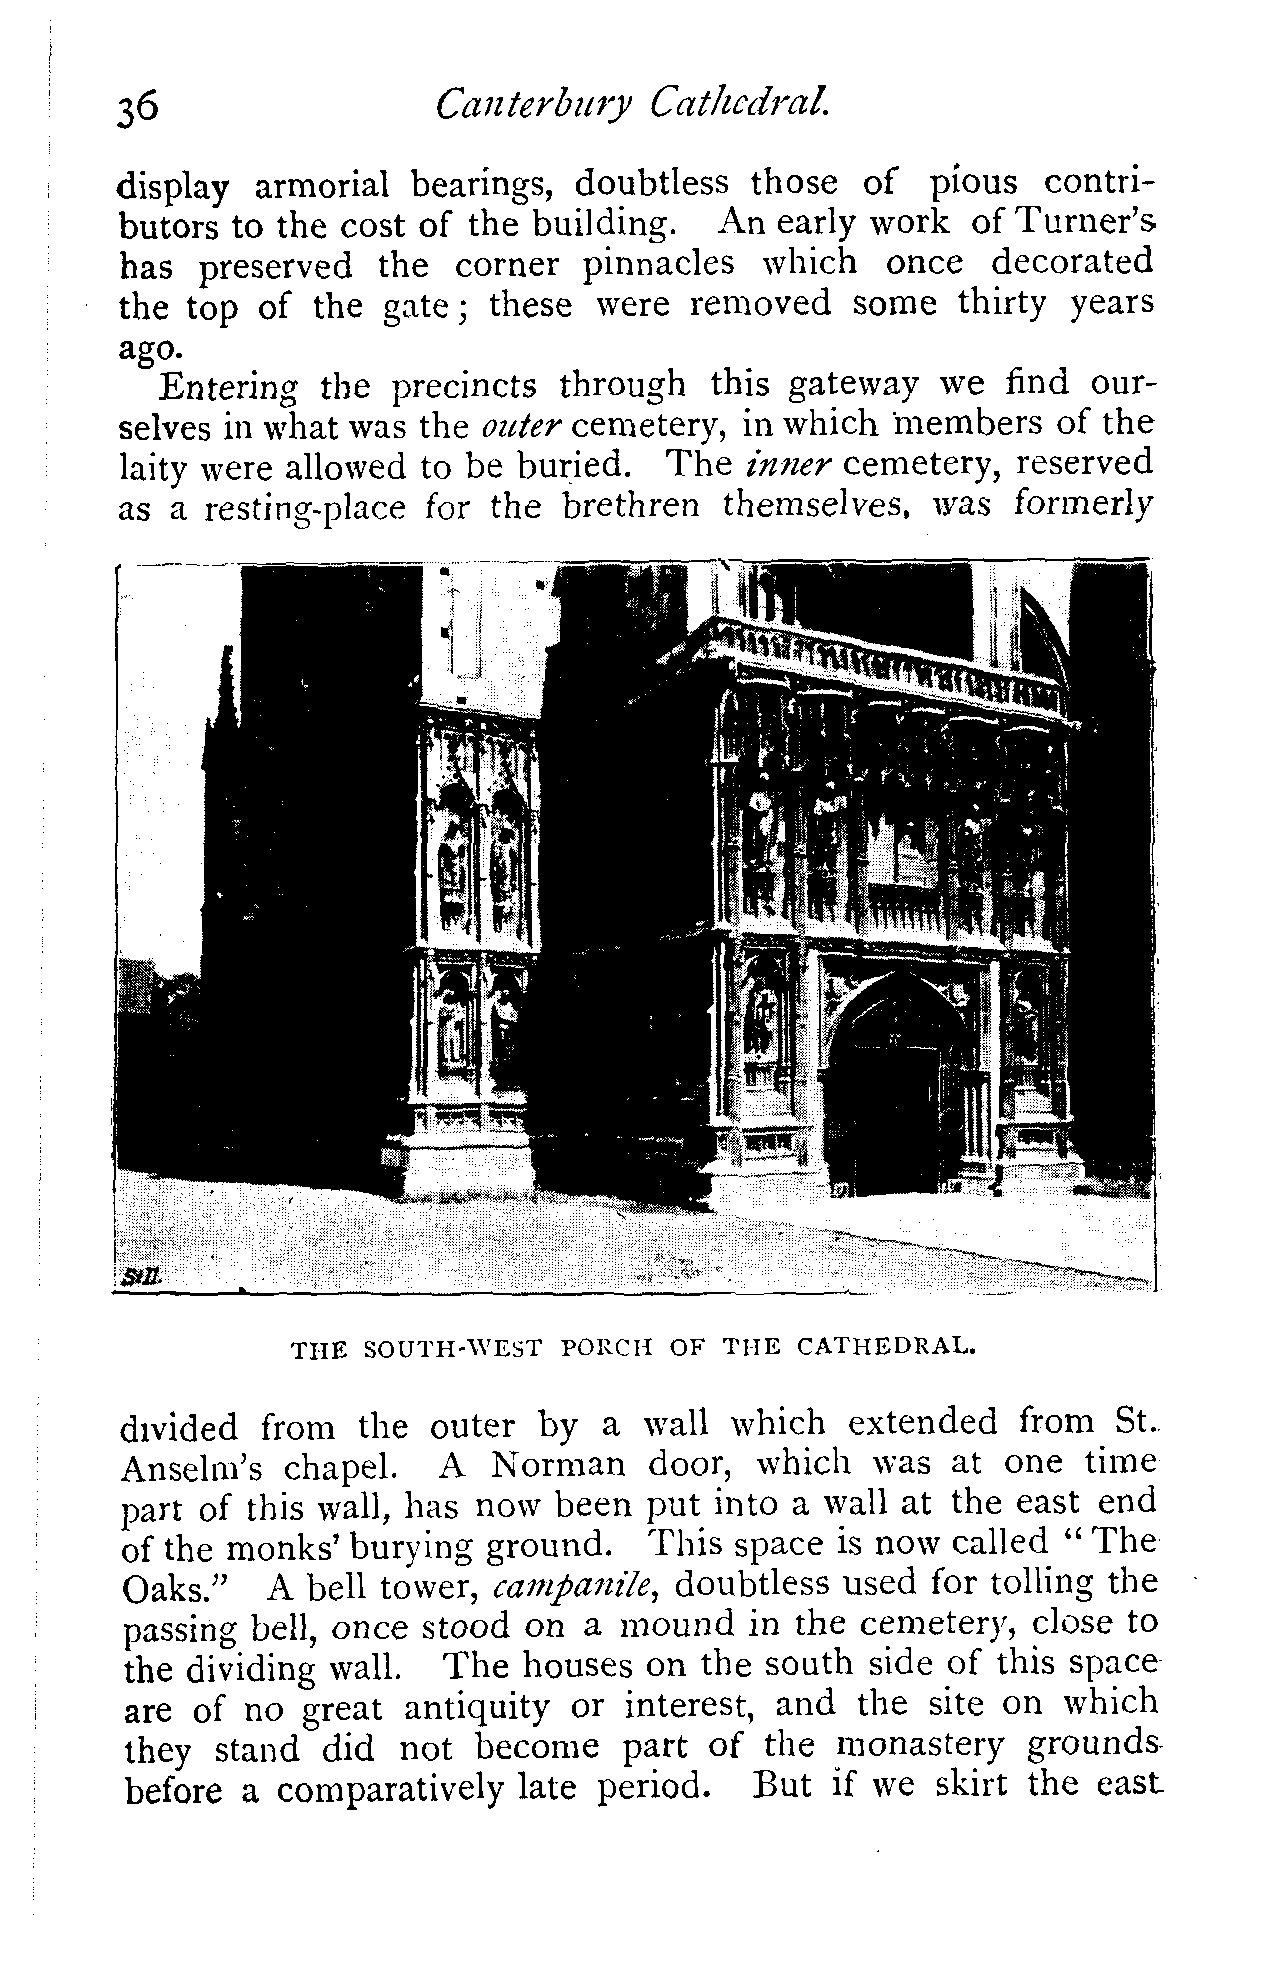 36 Canterbury Cathedral.
display armorial bearings, doubtless those of pious contri-
butors to the cost of the building. An early work of Turner's
has preserved the corner pinnacles which once decorated
the top of the gate; these were removed some thirty years
ago.
Entering the precincts through this gateway we find our-
selves in what was the outer cemetery, in which members of the
laity were allowed to be buried. The inner cemetery, reserved
as a resting-place for the brethren themselves, was formerly
THE SOUTH-WEST PORCH OF THE CATHEDRAL.
divided from the outer by a wall which extended from St.
Anselm's chapel. A Norman door, which was at one time
part of this wall, has now been put into a wall at the east end
of the monks' burying ground. This space is now called "The
Oaks." A bell tower, campanile, doubtless used for tolling the
passing bell, once stood on a mound in the cemetery, close to
the dividing wall. The houses on the south side of this space
are of no great antiquity or interest, and the site on which
they stand did not become part of the monastery grounds
before a comparatively late period. But if we skirt the east